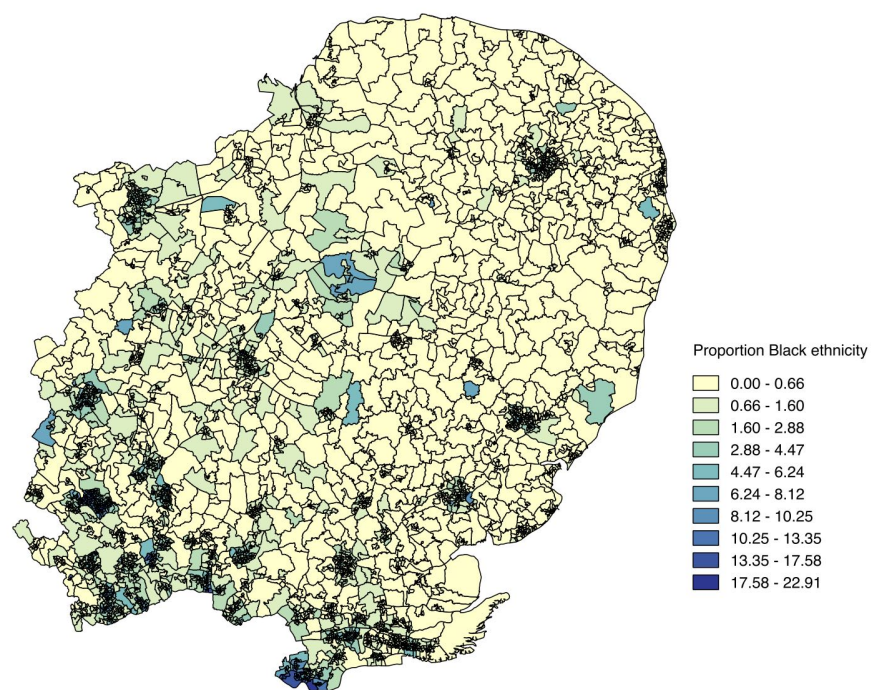 Proportion Black ethnicity
0.00 - 0.66
0.66 - 1.60
1.60 - 2.88
2.88 - 4.47
4.47 - 6.24
6.24 - 8.12
8.12 - 10.25
10.25 - 13.35
13.35 - 17.58
17.58 - 22.91